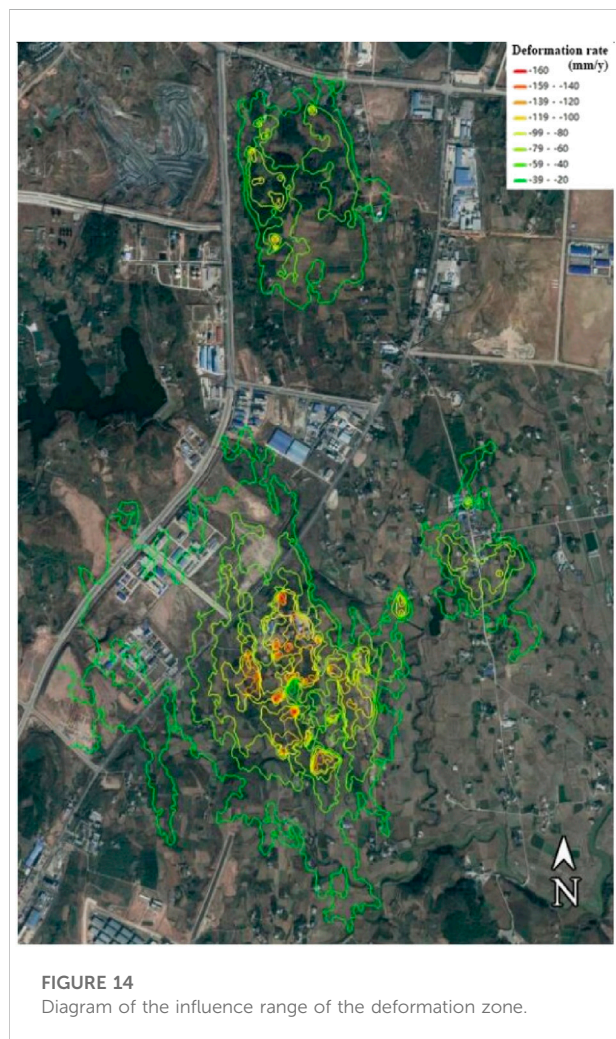 Deformation rate
(mm/y)
-160
-159 - -140
-139 - -120
-119 - -100
-99 - -80
-79 - -60
-59 - -40
-39 - -20
N
FIGURE 14
Diagram of the influence range of the deformation zone.